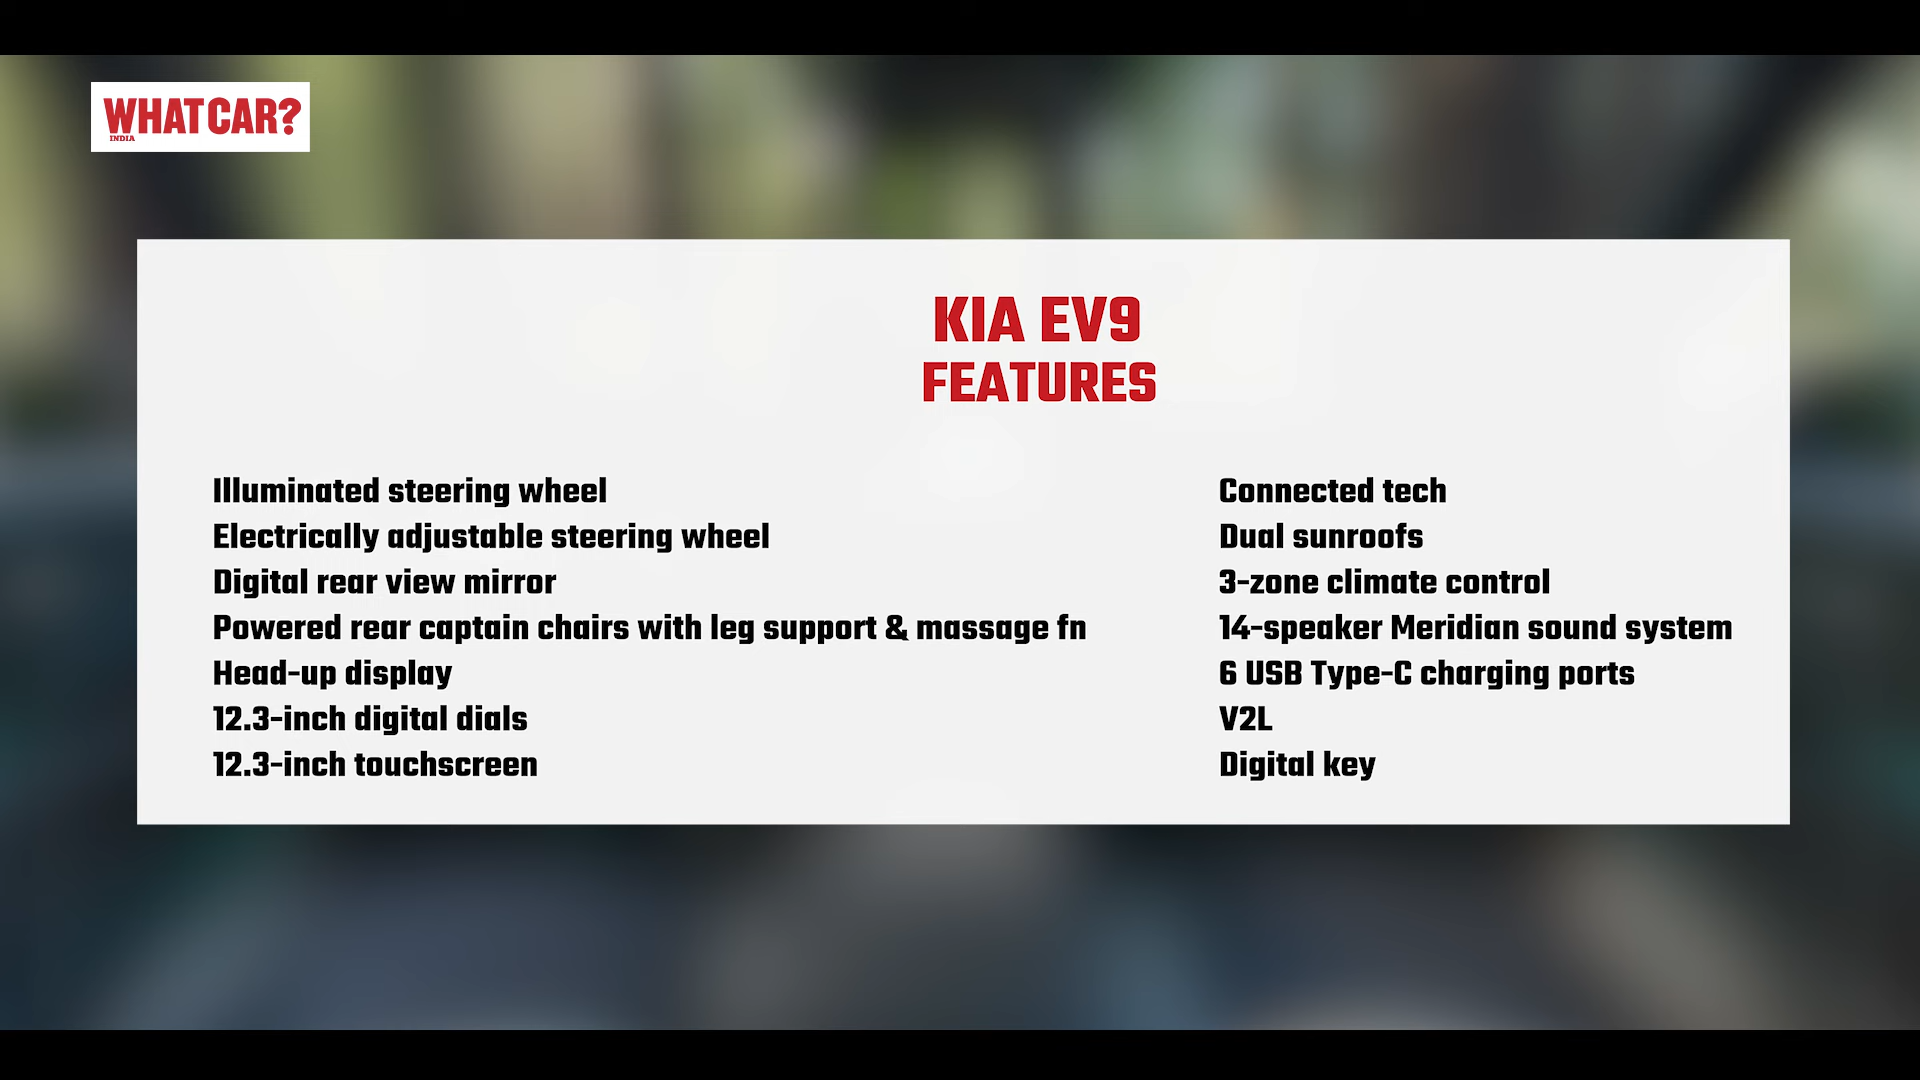 WHAT CAR?
INDIA
KIA EV9
FEATURES
Illuminated steering wheel
Electrically adjustable steering wheel
Digital rear view mirror
Powered rear captain chairs with leg support & massage fn
Head-up display
12.3-inch digital dials
12.3-inch touchscreen
Connected tech
Dual sunroofs
3-zone climate control
14-speaker Meridian sound system
6 USB Type-C charging ports
V2L
Digital key